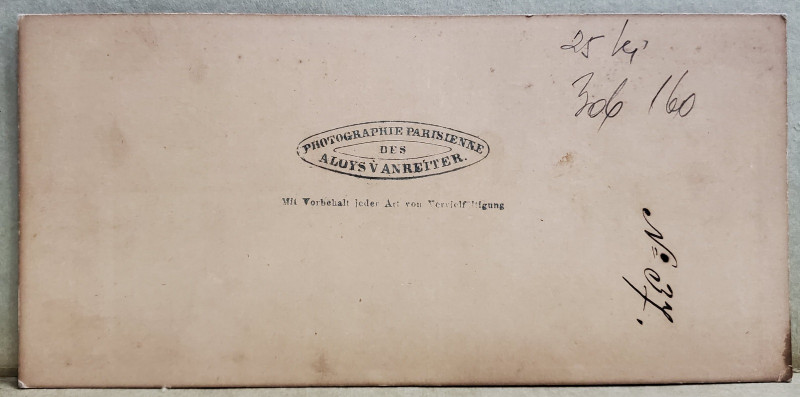 25 kr
306 160
PHOTOGRAPHIE PARISIENNE
DES
ALOYS VANREITER.
Mit Vorbehalt jeder Art von Vervielfältigung
No 37.